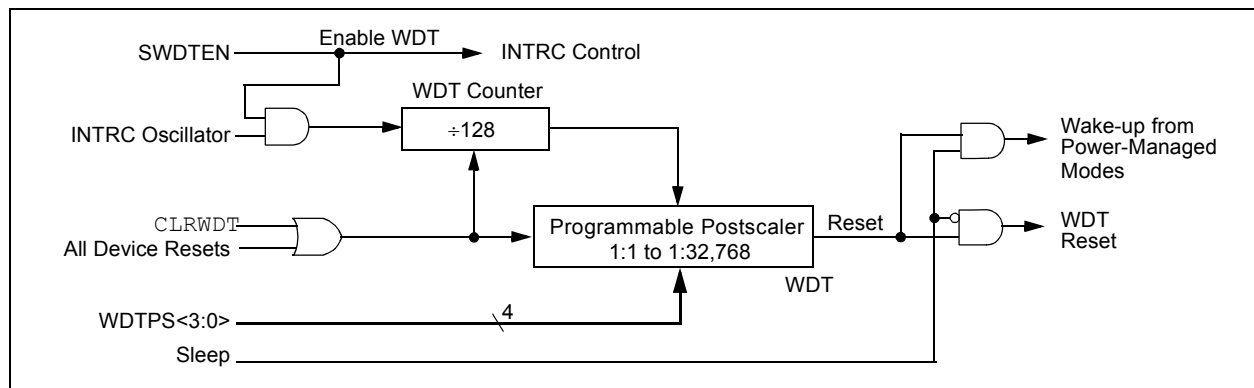 Enable WDT
SWDTEN
INTRC Control
WDT Counter
INTRC Oscillator
÷128
Wake-up from
Power-Managed
Modes
CLRWDT
All Device Resets
Programmable Postscaler
1:1 to 1:32,768
Reset
WDT
Reset
WDT
4
WDTPS<3:0>
Sleep